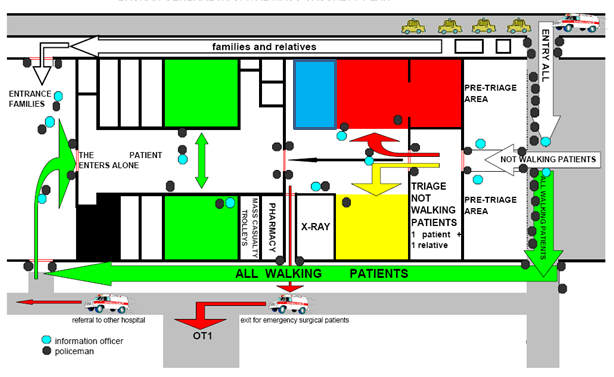 families and relatives
ENTRY ALL
ENTRANCE
FAMILIES
PRE-TRIAGE
AREA
THE PATIENT
ENTERS ALONE
NOT WALKING PATIENTS
TRIAGE
NOT
WALKING
PATIENTS
1 patient +
1 relative
PRE-TRIAGE
AREA
ALL WALKING PATIENTS
MASS CASUALTY
TROLLEYS
PHARMACY
X-RAY
ALL WALKING PATIENTS
referral to other hospital
exit for emergency surgical patients
OT1
information officer
policeman